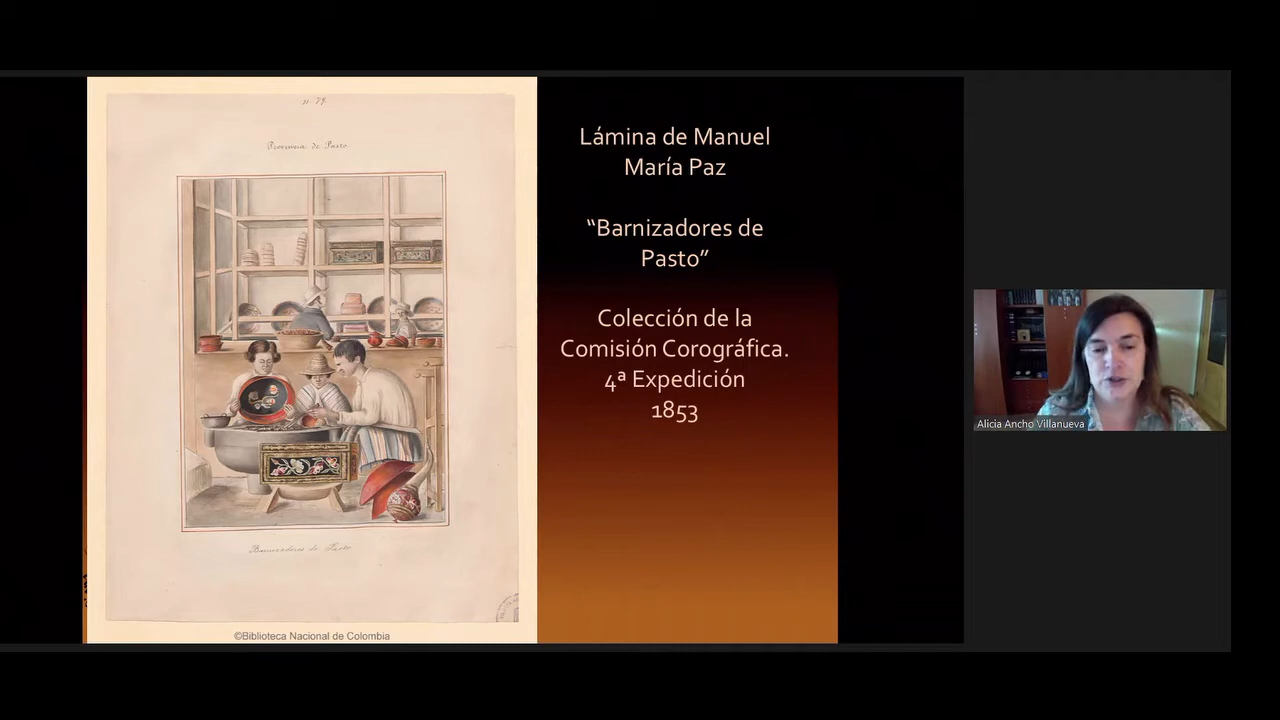 Provincia de Pasto
Barnizadores de Pasto
©Biblioteca Nacional de Colombia
Lámina de Manuel
María Paz
“Barnizadores de
Pasto”
Colección de la
Comisión Corográfica.
4ª Expedición
1853
Alicia Ancho Villanueva